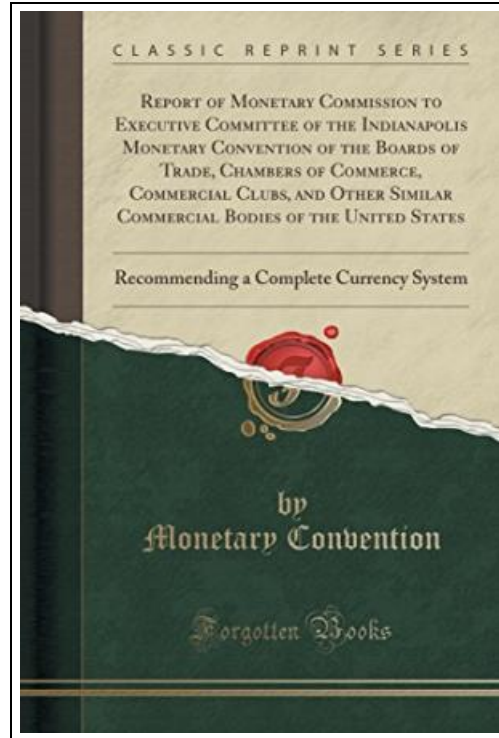 CLASSIC REPRINT SERIES
REPORT OF MONETARY COMMISSION TO
EXECUTIVE COMMITTEE OF THE INDIANAPOLIS
MONETARY CONVENTION OF THE BOARDS OF
TRADE, CHAMBERS OF COMMERCE,
COMMERCIAL CLUBS, AND OTHER SIMILAR
COMMERCIAL BODIES OF THE UNITED STATES
Recommending a Complete Currency System
by
Monetary Convention
Forgotten Books